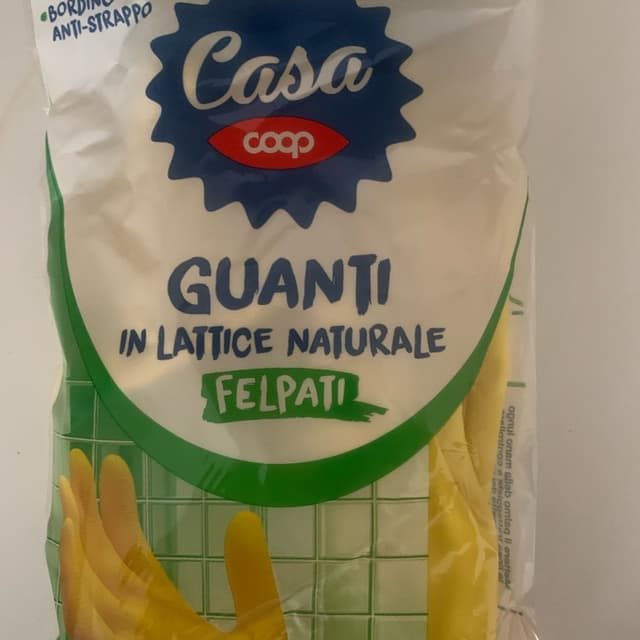 •BORDINO
ANTI-STRAPPO
Casa
coop
GUANTI
IN LATTICE NATURALE
FELPATI